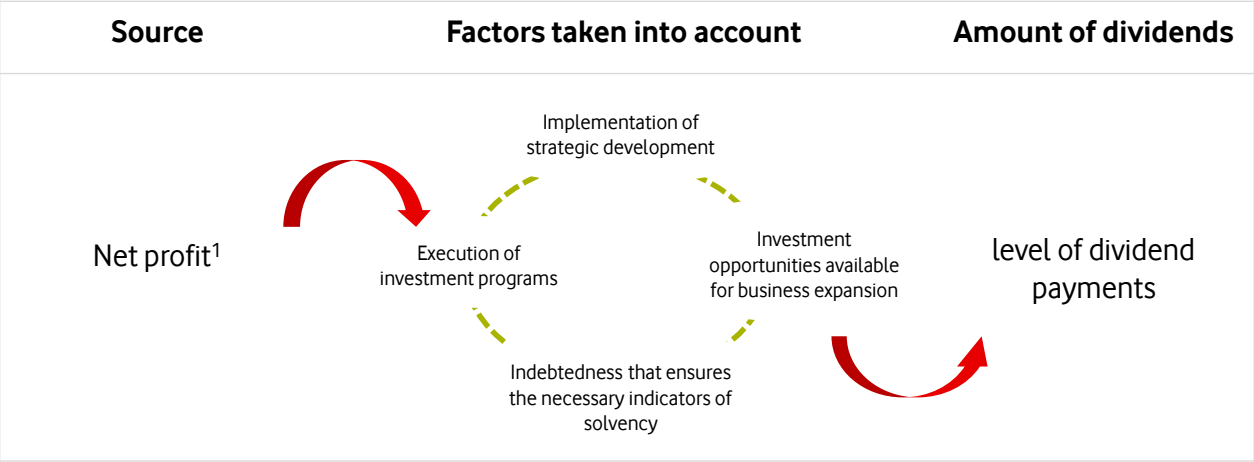 Source
Factors taken into account
Amount of dividends
Implementation of
strategic development
Net profit¹
Execution of
investment programs
Investment
opportunities available
for business expansion
level of dividend
payments
Indebtedness that ensures
the necessary indicators of
solvency